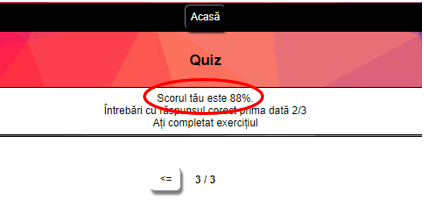 Acasă
Quiz
Scorul tău este 88%.
Întrebări cu răspunsul corect prima dată 2/3
Ați completat exercițiul
<= 3 / 3